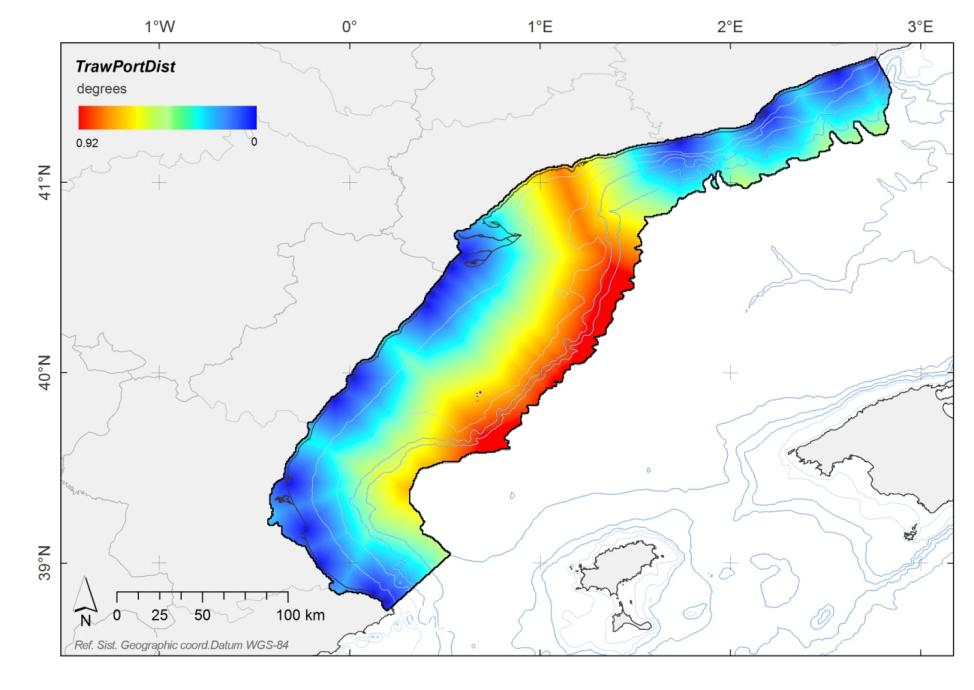 1°W 0° 1°E 2°E 3°E
TrawPortDist
degrees
0.92 0
41°N
40°N
39°N
0 25 50 100 km
N
Ref. Sist. Geographic coord.Datum WGS-84